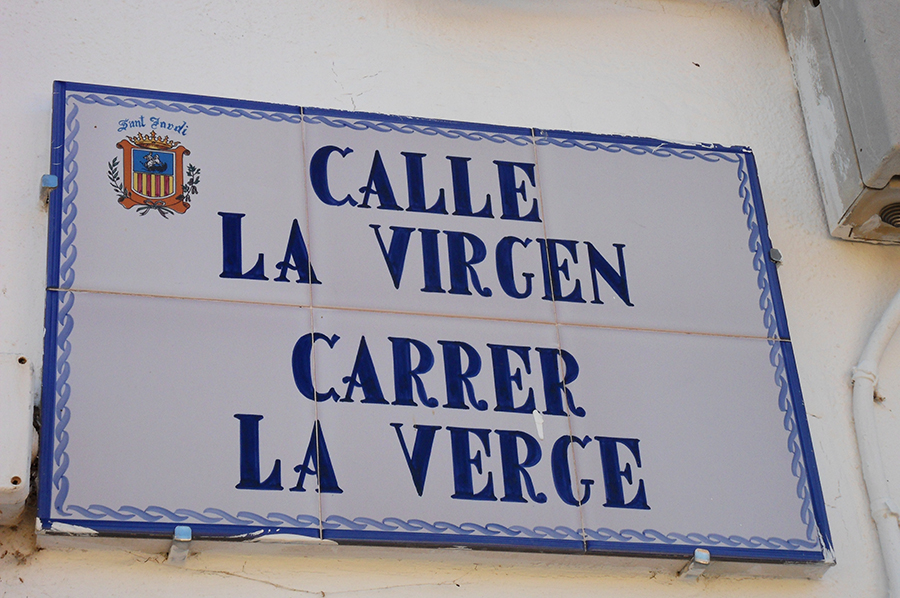 Sant Jordi
CALLE
LA VIRGEN
CARRER
LA VERGE